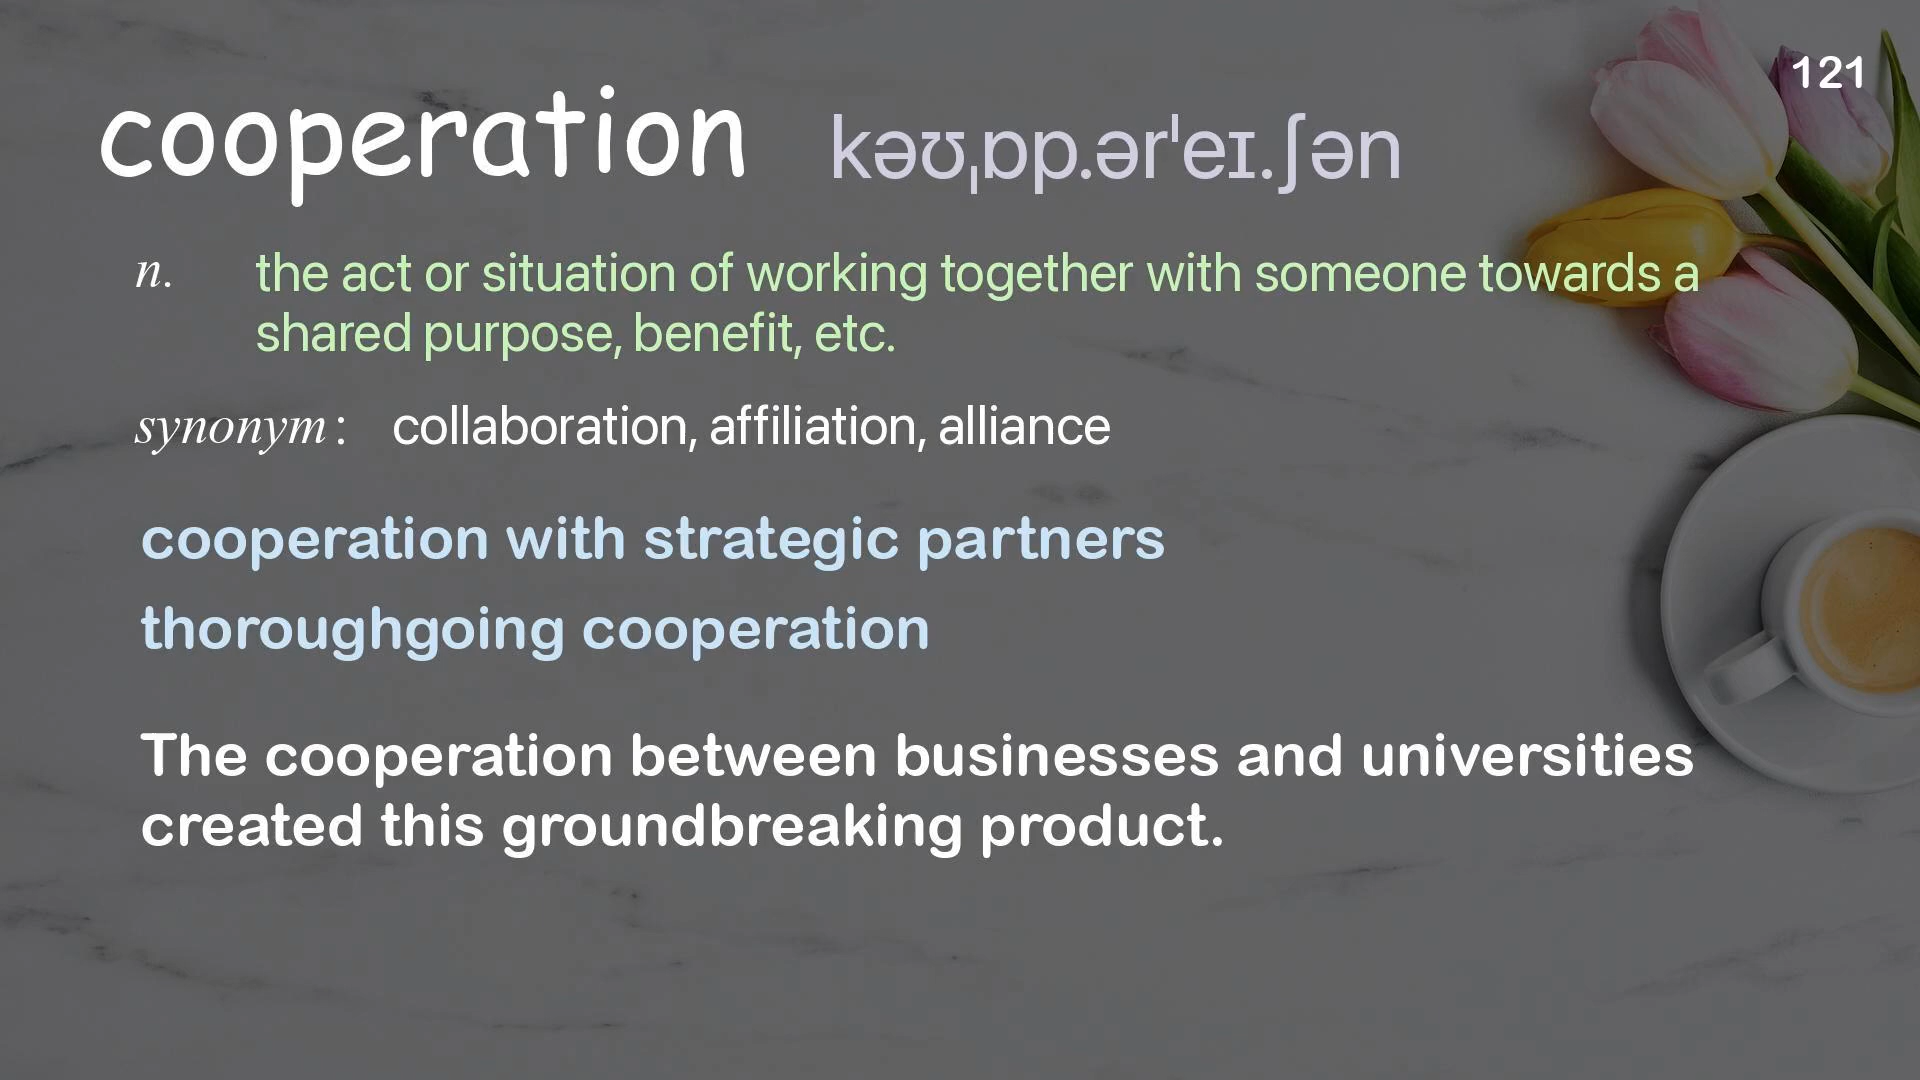 121
cooperation kəʊˌɒp.ərˈeɪ.ʃən
n. the act or situation of working together with someone towards a
shared purpose, benefit, etc.
synonym : collaboration, affiliation, alliance
cooperation with strategic partners
thoroughgoing cooperation
The cooperation between businesses and universities
created this groundbreaking product.